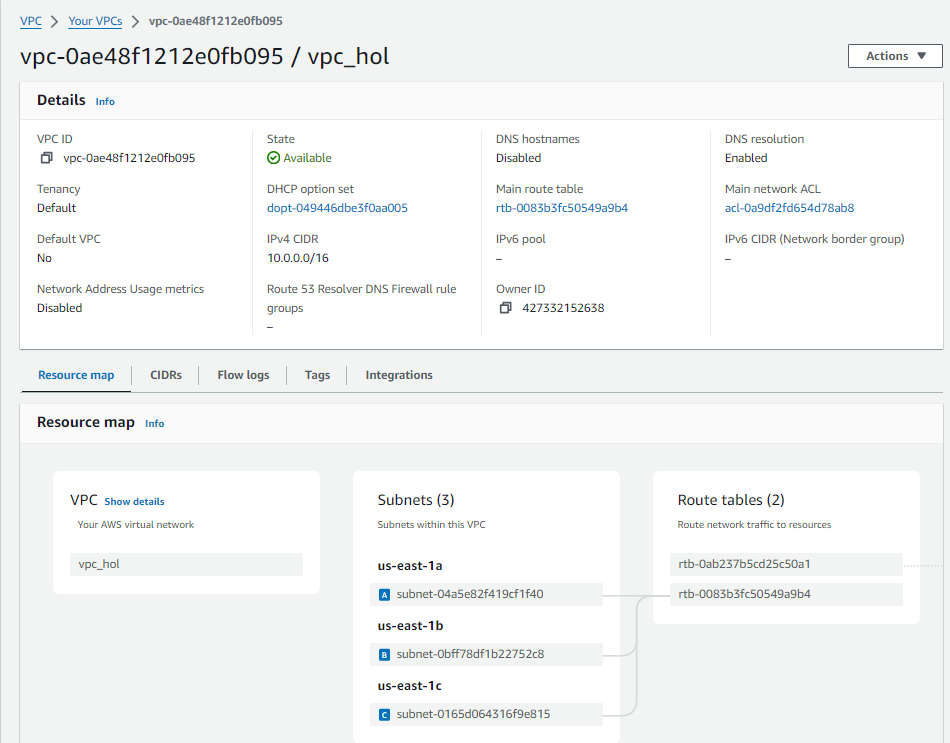 VPC > Your VPCs > vpc-0ae48f1212e0fb095
vpc-0ae48f1212e0fb095 / vpc_hol
Actions
Details Info
VPC ID
vpc-0ae48f1212e0fb095
State
Available
DNS hostnames
Disabled
DNS resolution
Enabled
Tenancy
Default
DHCP option set
dopt-049446dbe3f0aa005
Main route table
rtb-0083b3fc50549a9b4
Main network ACL
acl-0a9df2fd654d78ab8
Default VPC
No
IPv4 CIDR
10.0.0.0/16
IPv6 pool
–
IPv6 CIDR (Network border group)
–
Network Address Usage metrics
Disabled
Route 53 Resolver DNS Firewall rule
groups
–
Owner ID
427332152638
Resource map
CIDRs
Flow logs
Tags
Integrations
Resource map Info
VPC Show details
Your AWS virtual network
vpc_hol
Subnets (3)
Subnets within this VPC
us-east-1a
A subnet-04a5e82f419cf1f40
us-east-1b
B subnet-0bff78df1b22752c8
us-east-1c
C subnet-0165d064316f9e815
Route tables (2)
Route network traffic to resources
rtb-0ab237b5cd25c50a1
rtb-0083b3fc50549a9b4